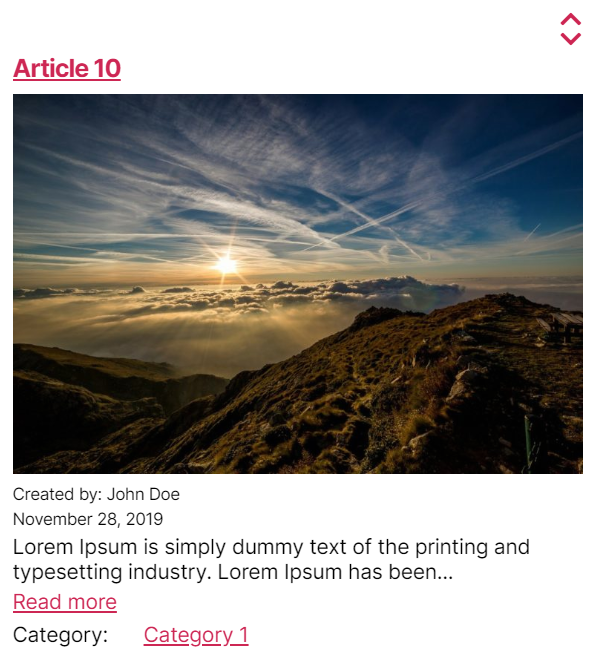 Article 10
Created by: John Doe
November 28, 2019
Lorem Ipsum is simply dummy text of the printing and
typesetting industry. Lorem Ipsum has been...
Read more
Category: Category 1